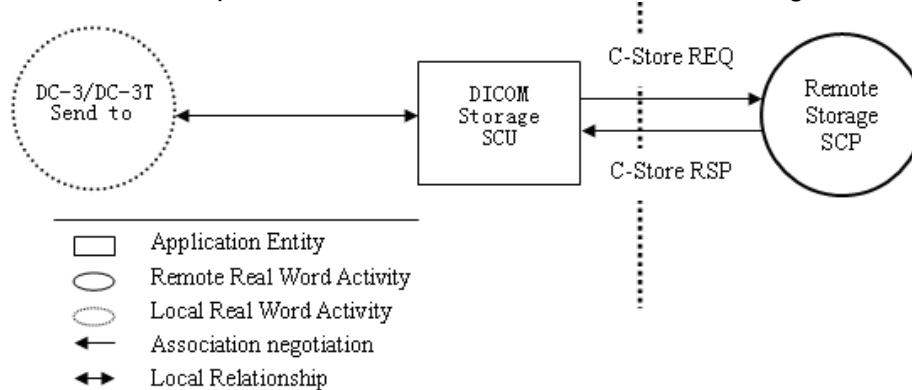 DC-3/DC-3T
Send to
DICOM
Storage
SCU
C-Store REQ
C-Store RSP
Remote
Storage
SCP
Application Entity
Remote Real Word Activity
Local Real Word Activity
Association negotiation
Local Relationship